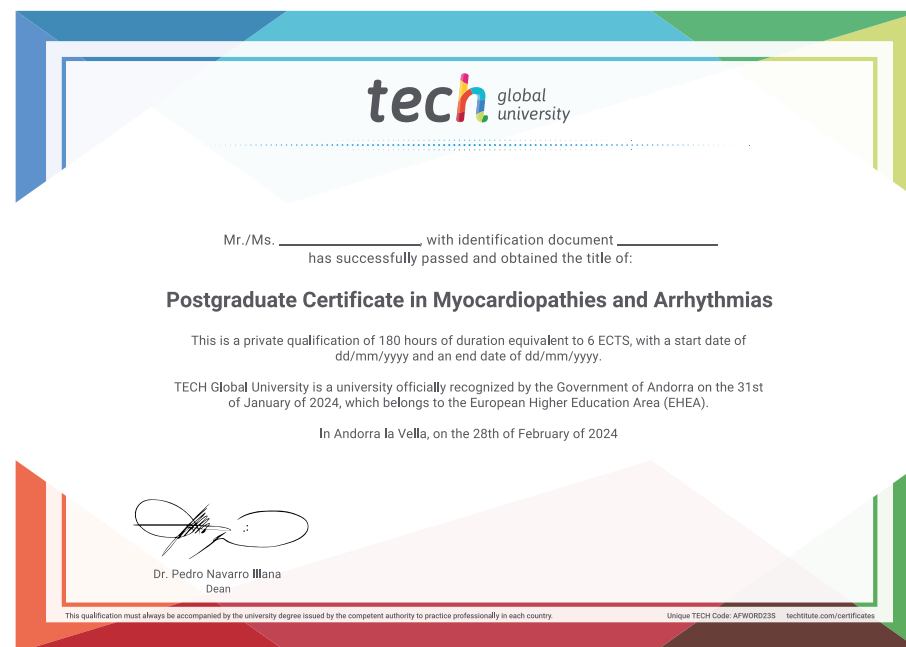 tech global university
Mr./Ms. ____________, with identification document ____________
has successfully passed and obtained the title of:
Postgraduate Certificate in Myocardiopathies and Arrhythmias
This is a private qualification of 180 hours of duration equivalent to 6 ECTS, with a start date of
dd/mm/yyyy and an end date of dd/mm/yyyy.
TECH Global University is a university officially recognized by the Government of Andorra on the 31st
of January of 2024, which belongs to the European Higher Education Area (EHEA).
In Andorra la Vella, on the 28th of February of 2024
Dr. Pedro Navarro Illana
Dean
This qualification must always be accompanied by the university degree issued by the competent authority to practice professionally in each country.
Unique TECH Code: AFWORD23S techtitute.com/certificates